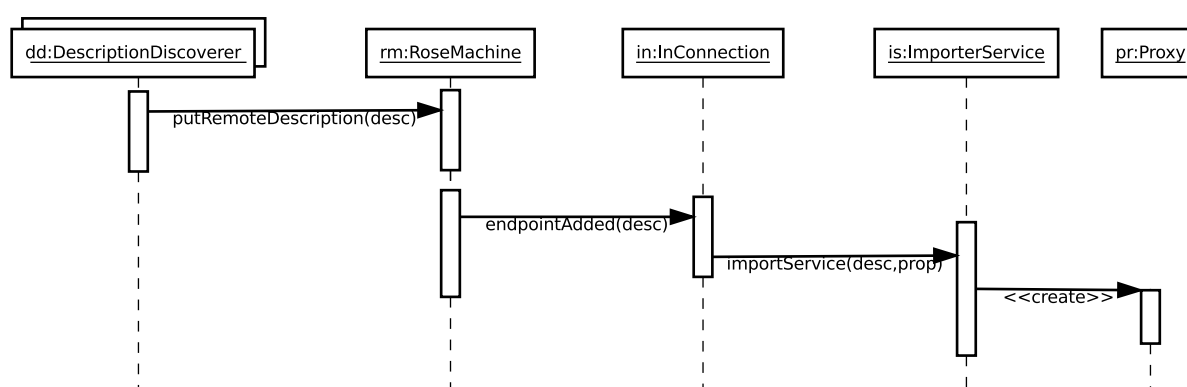 dd:DescriptionDiscoverer
rm:RoseMachine
in:InConnection
is:ImporterService
pr:Proxy
putRemoteDescription(desc)
endpointAdded(desc)
importService(desc,prop)
<<create>>